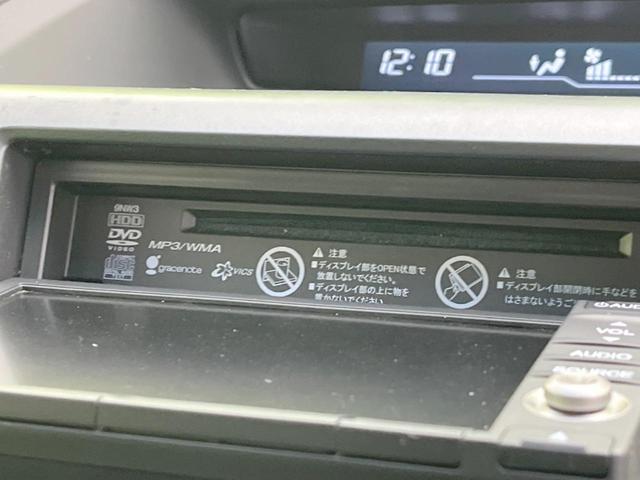 12:10
9NW3
HDD
DVD
VIDEO
MP3/WMA
gracenote
VICS
注意
■ディスプレイ部をOPEN状態で
放置しないでください。
■ディスプレイ部の上に物を
置かないでください。
注意
■ディスプレイ部開閉時に手などを
はさまないようご
AUD
VOL
AUDIO
SOURCE